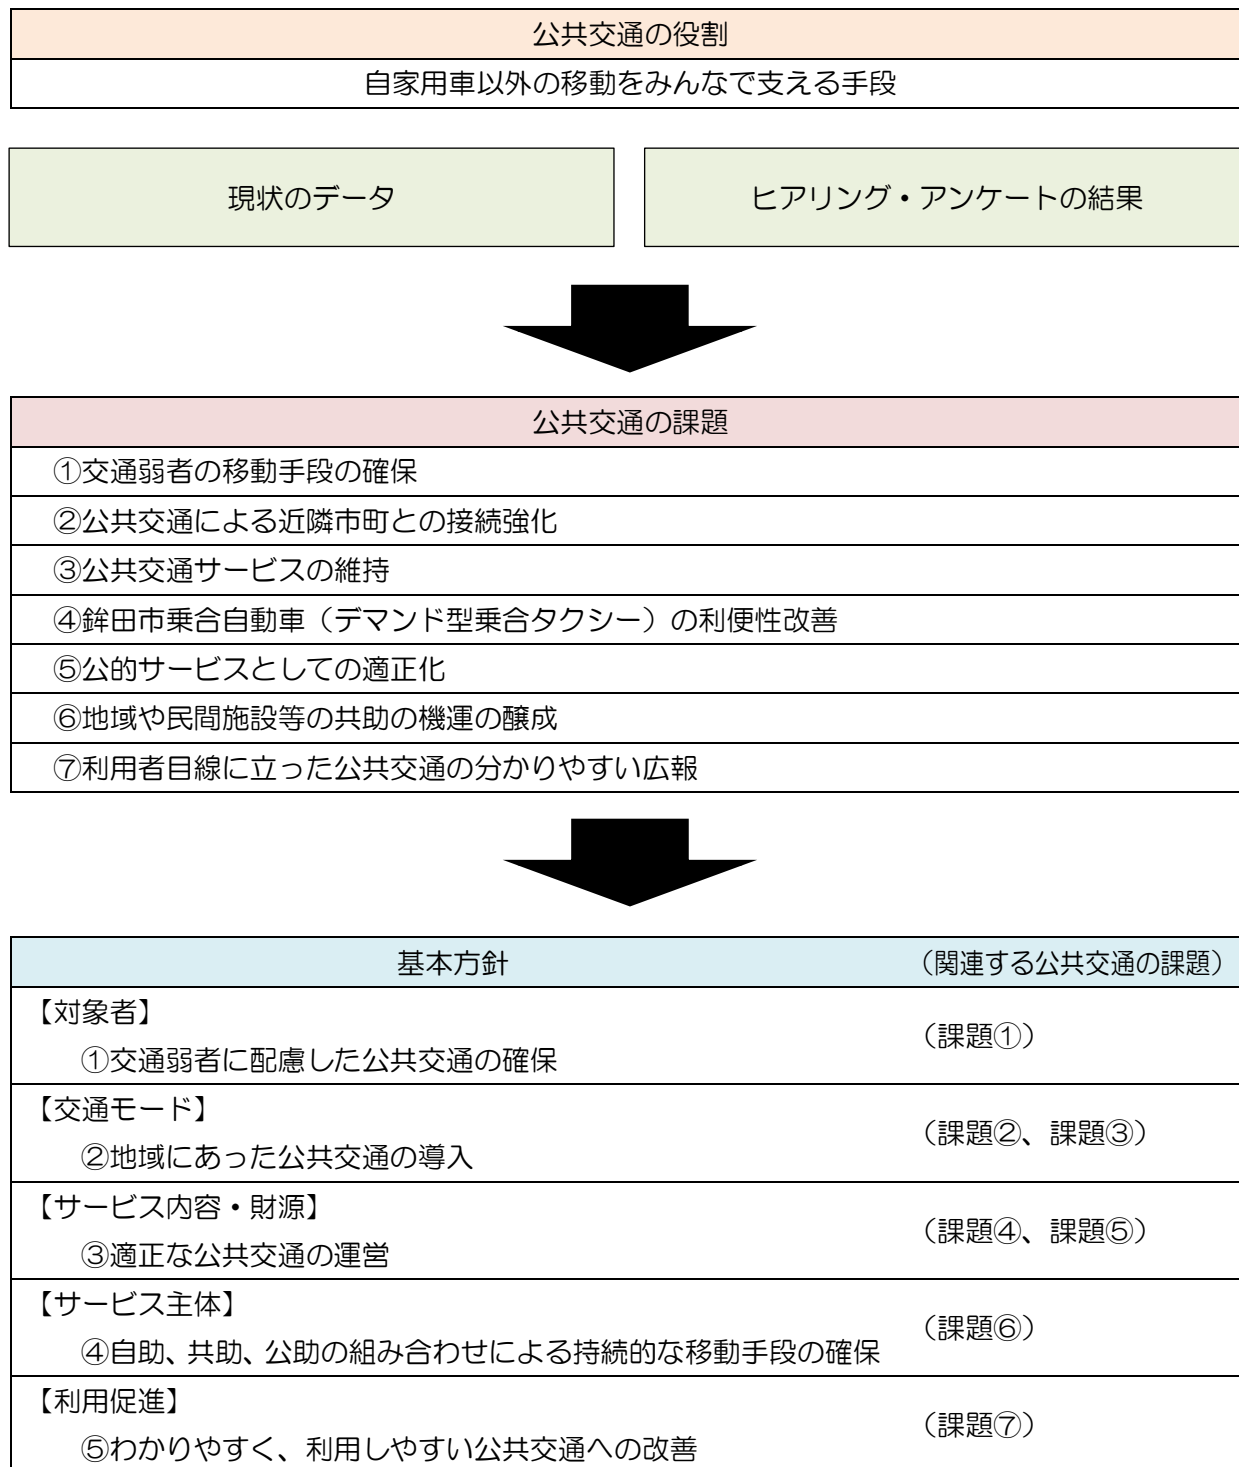 公共交通の役割
自家用車以外の移動をみんなで支える手段
現状のデータ
ヒアリング・アンケートの結果
公共交通の課題
①交通弱者の移動手段の確保
②公共交通による近隣市町との接続強化
③公共交通サービスの維持
④鉾田市乗合自動車（デマンド型乗合タクシー）の利便性改善
⑤公的サービスとしての適正化
⑥地域や民間施設等の共助の機運の醸成
⑦利用者目線に立った公共交通の分かりやすい広報
基本方針 （関連する公共交通の課題）
【対象者】
①交通弱者に配慮した公共交通の確保
（課題①）
【交通モード】
②地域にあった公共交通の導入
（課題②、課題③）
【サービス内容・財源】
③適正な公共交通の運営
（課題④、課題⑤）
【サービス主体】
④自助、共助、公助の組み合わせによる持続的な移動手段の確保
（課題⑥）
【利用促進】
⑤わかりやすく、利用しやすい公共交通への改善
（課題⑦）